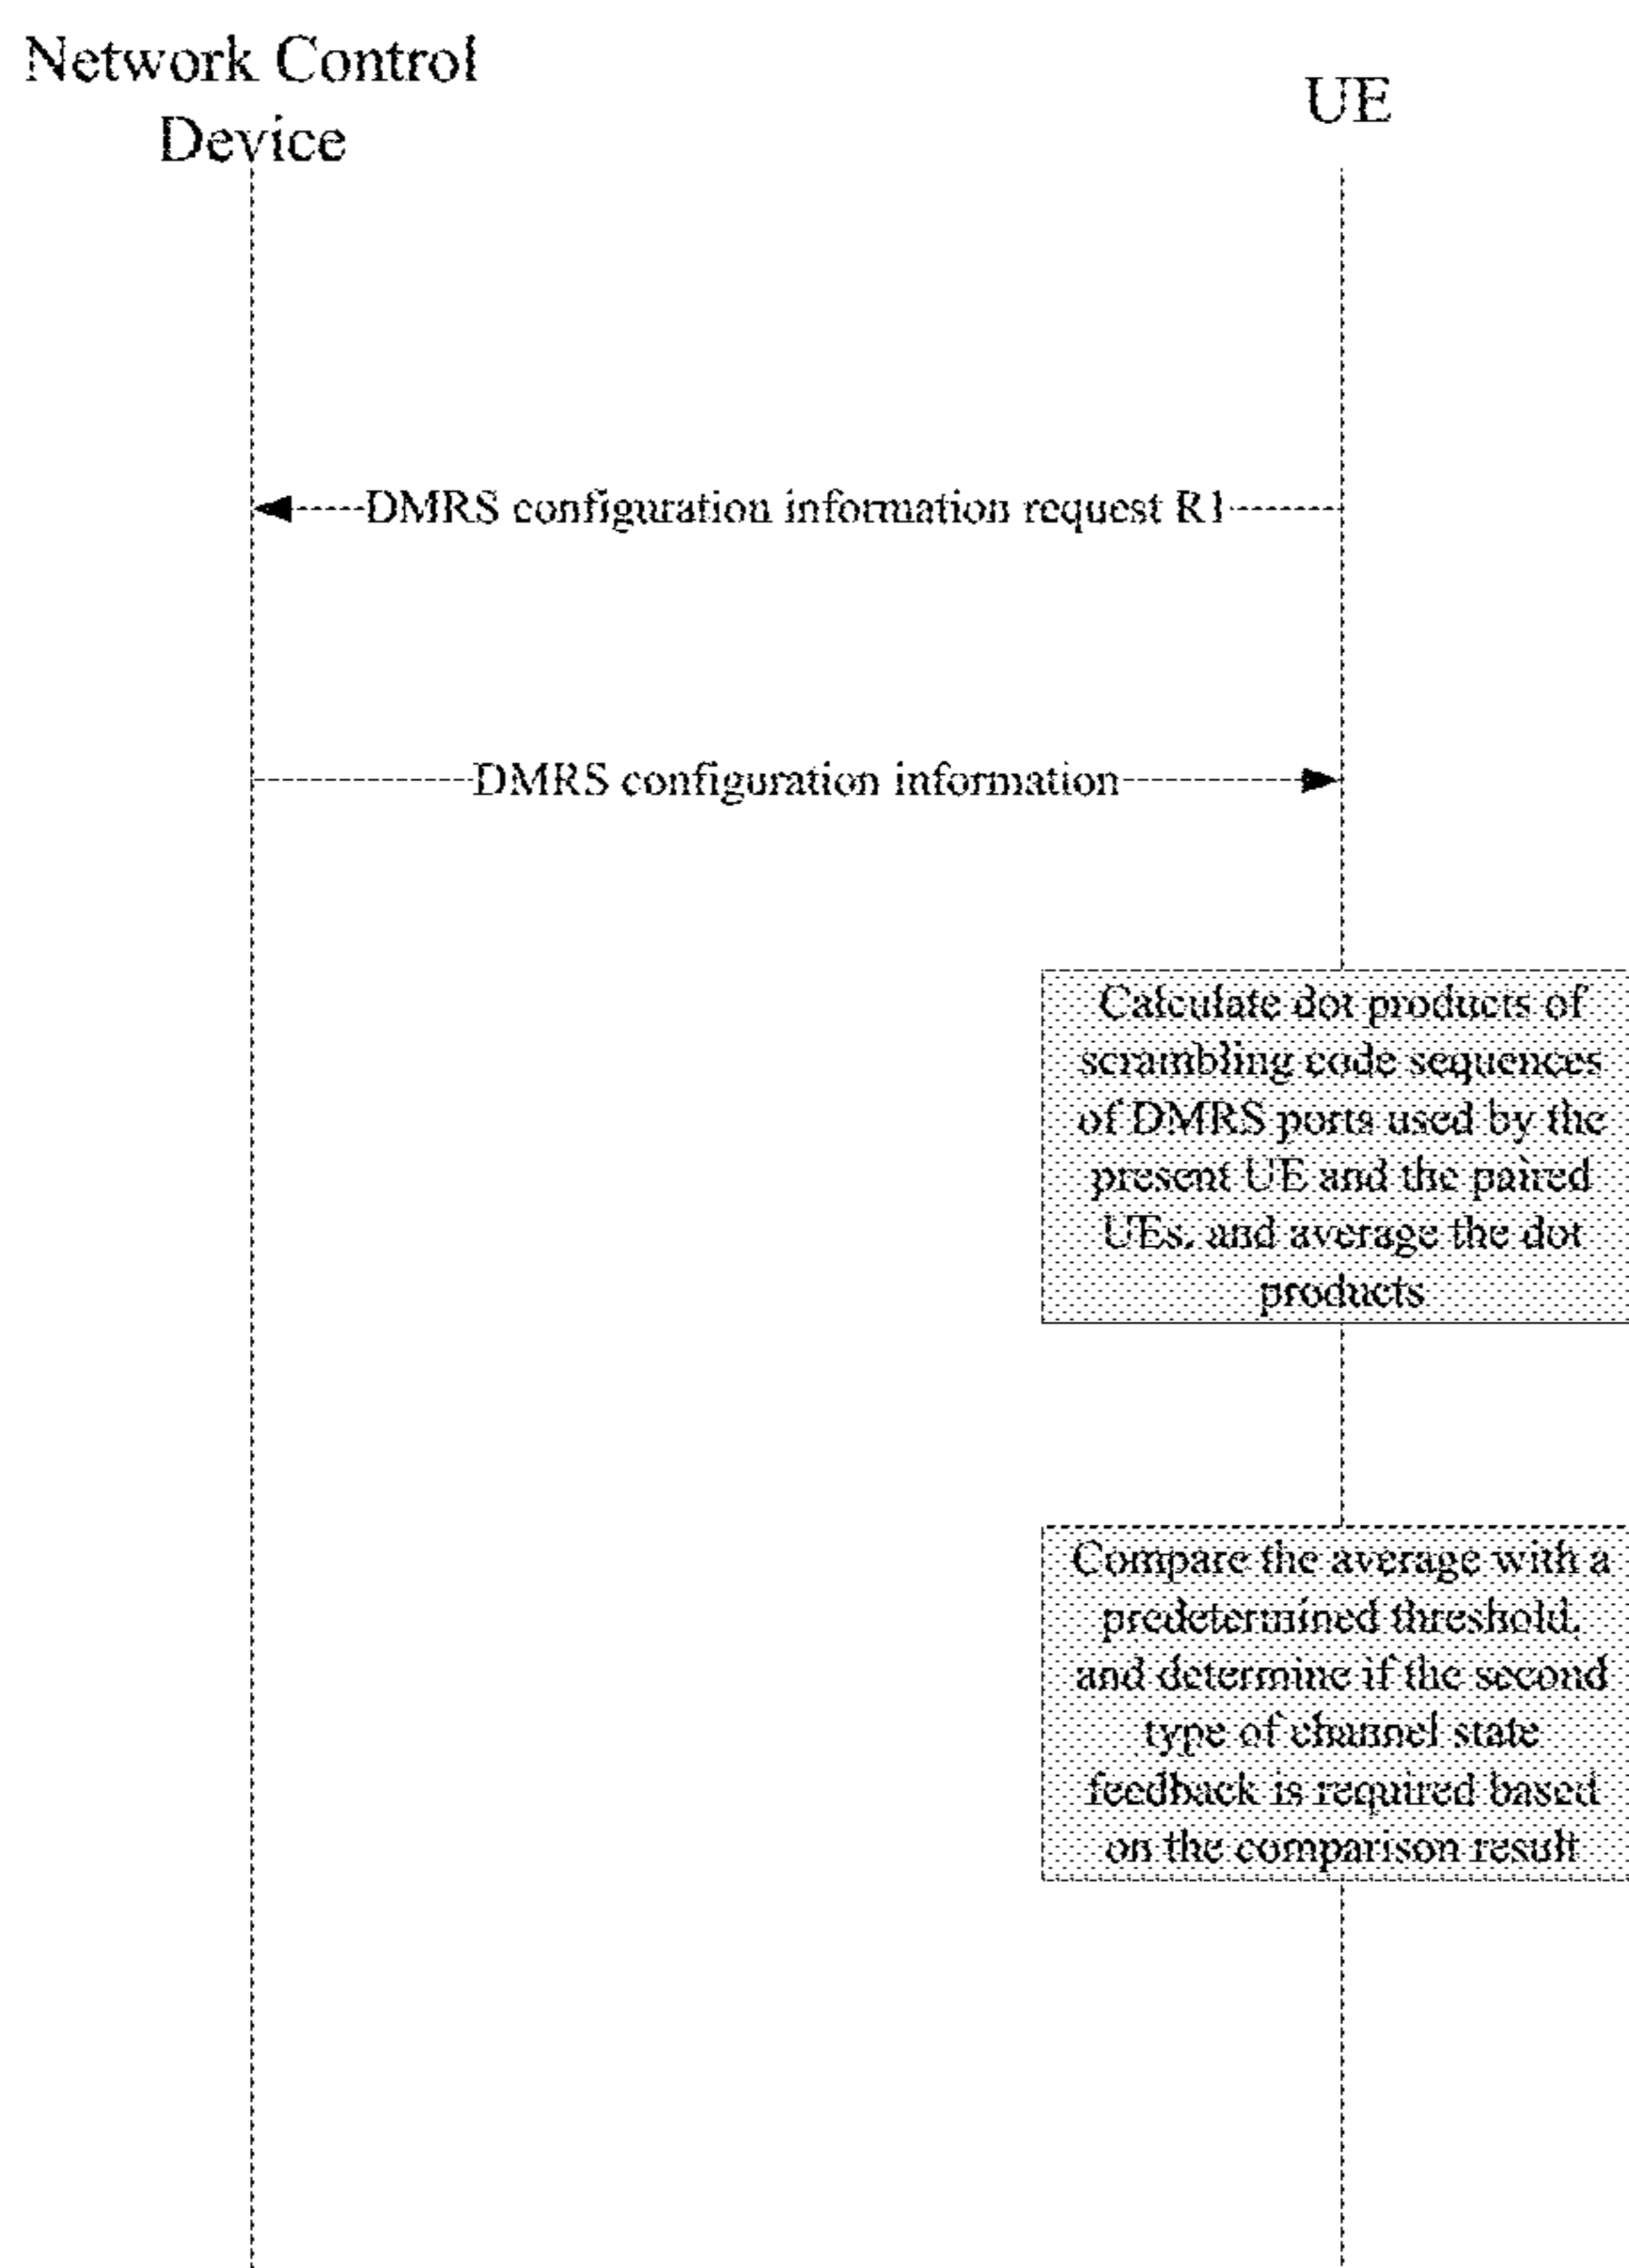 Network Control
Device
UE
DMRS configuration information request R1
DMRS configuration information
Calculate dot products of
scrambling code sequences
of DMRS ports used by the
present UE and the paired
UEs, and average the dot
products
Compare the average with a
predetermined threshold,
and determine if the second
type of channel state
feedback is required based
on the comparison result